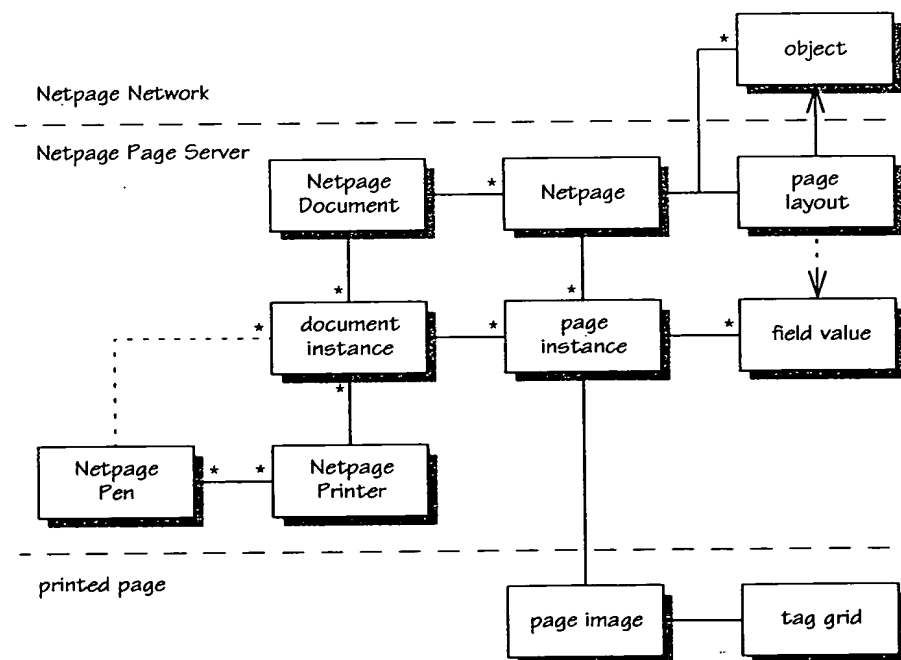 *
object
Netpage Network
Netpage Page Server
Netpage
Document
*
Netpage
page
layout
*
*
*
document
instance
*
page
instance
*
field value
*
Netpage
Pen
*
*
Netpage
Printer
printed page
page image
tag grid